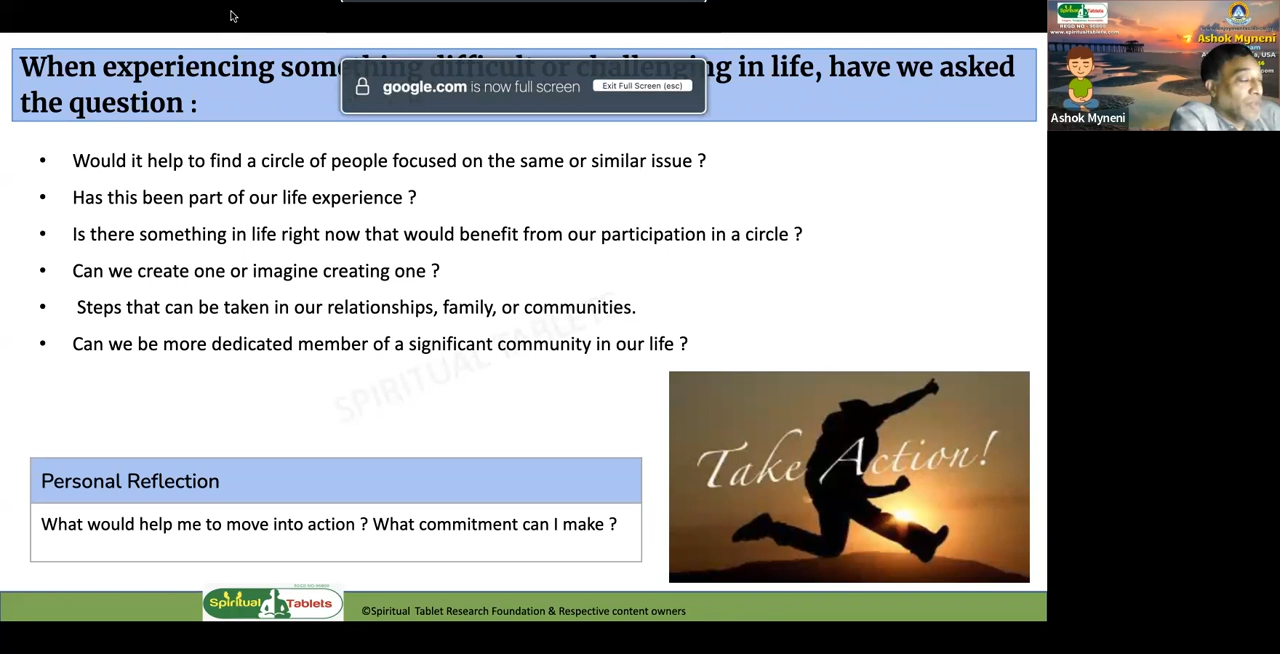 When experiencing som ng in life, have we asked
the question :
google.com is now full screen
Exit Full Screen (esc)
• Would it help to find a circle of people focused on the same or similar issue ?
• Has this been part of our life experience ?
• Is there something in life right now that would benefit from our participation in a circle ?
• Can we create one or imagine creating one ?
• Steps that can be taken in our relationships, family, or communities.
• Can we be more dedicated member of a significant community in our life ?
SPIRITUAL TABLETS
Take Action!
Personal Reflection
What would help me to move into action ? What commitment can I make ?
Spiritual Tablets
©Spiritual Tablet Research Foundation & Respective content owners
www.spiritualtablets.com
Ashok Myneni
Ashok Myneni